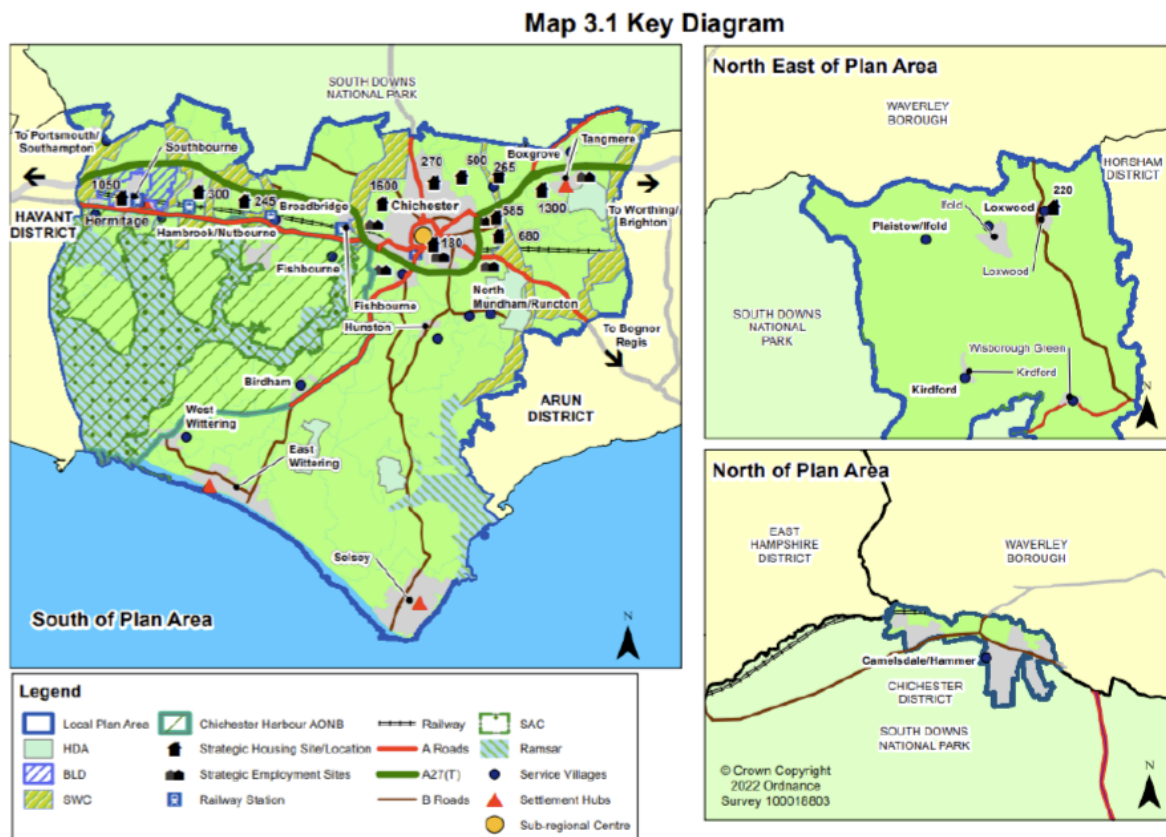 Map 3.1 Key Diagram
SOUTH DOWNS
NATIONAL PARK
To Portsmouth/
Southampton
Southbourne
Boxgrove
Tangmere
270
500
265
1050
300
245
1600
Broadbridge
Chichester
585
1300
To Worthing/
Brighton
HAVANT
DISTRICT
Hermitage
Hambrook/Nutbourne
180
680
Fishbourne
Fishbourne
North
Mundham/Runcton
Hunston
To Bognor
Regis
Birdham
ARUN
DISTRICT
West
Wittering
East
Wittering
Selsey
South of Plan Area
N
North East of Plan Area
WAVERLEY
BOROUGH
HORSHAM
DISTRICT
220
Ifold
Loxwood
Plaistow/Ifold
Loxwood
SOUTH DOWNS
NATIONAL
PARK
Wisborough Green
Kirdford
Kirdford
N
North of Plan Area
EAST
HAMPSHIRE
DISTRICT
WAVERLEY
BOROUGH
Camelsdale/Hammer
CHICHESTER
DISTRICT
SOUTH DOWNS
NATIONAL PARK
© Crown Copyright
2022 Ordnance
Survey 100018803
N
Legend
Local Plan Area
Chichester Harbour AONB
Railway
SAC
HDA
Strategic Housing Site/Location
A Roads
Ramsar
BLD
Strategic Employment Sites
A27(T)
Service Villages
SWC
Railway Station
B Roads
Settlement Hubs
Sub-regional Centre